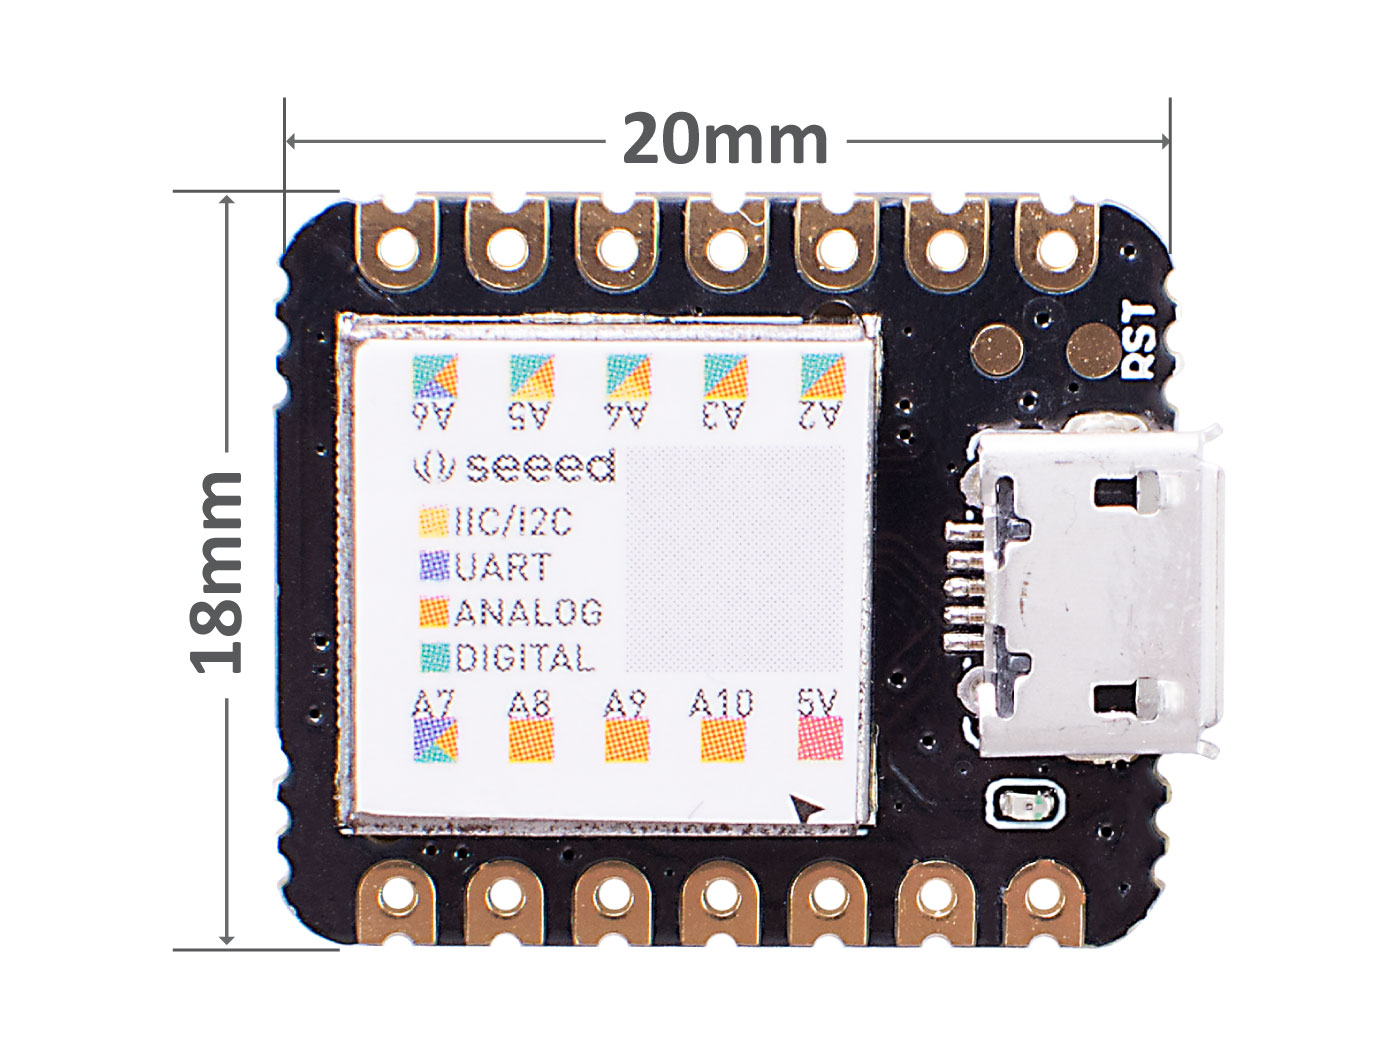 20mm
18mm
RST
A6 A5 A4 A3 A2
seeed
IIC/I2C
UART
ANALOG
DIGITAL
A7 A8 A9 A10 5V